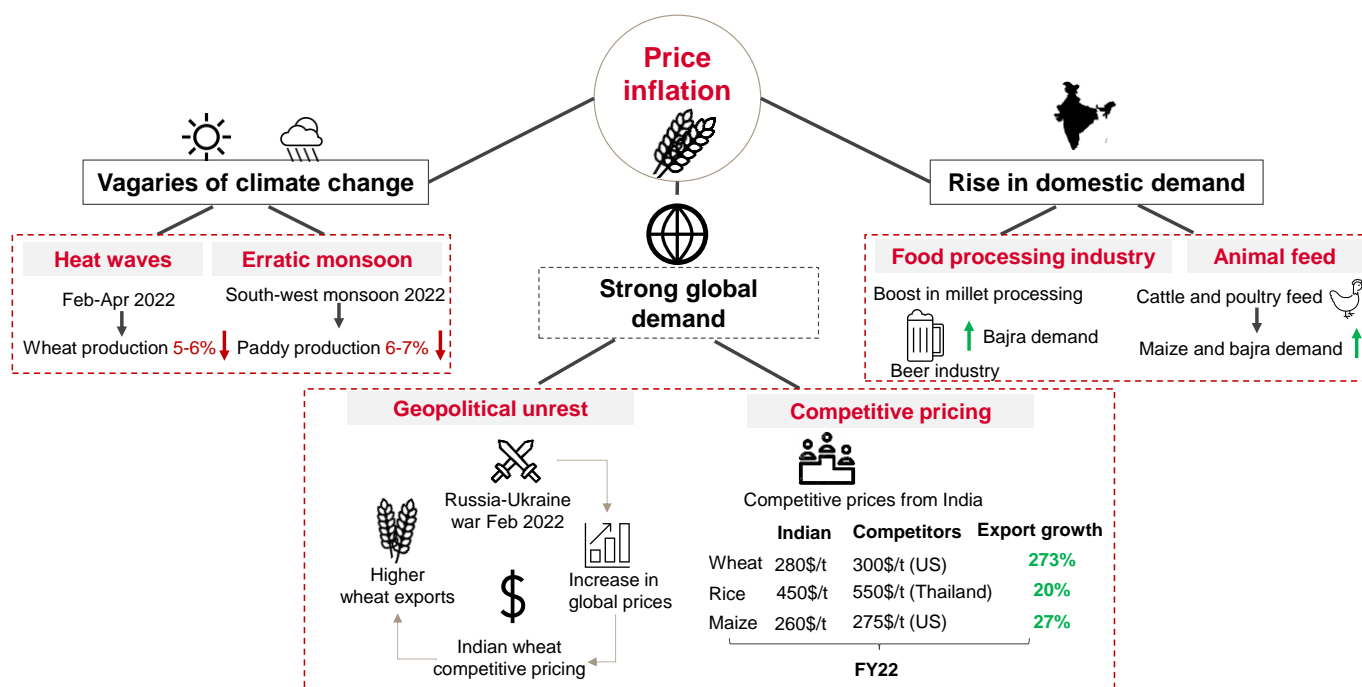 Price
inflation
Vagaries of climate change
Heat waves
Feb-Apr 2022
Wheat production 5-6%
Erratic monsoon
South-west monsoon 2022
Paddy production 6-7%
Strong global
demand
Geopolitical unrest
Russia-Ukraine
war Feb 2022
Increase in
global prices
$
Indian wheat
competitive pricing
Higher
wheat exports
Competitive pricing
Competitive prices from India
Indian Competitors Export growth
Wheat 280$/t 300$/t (US) 273%
Rice 450$/t 550$/t (Thailand) 20%
Maize 260$/t 275$/t (US) 27%
FY22
Rise in domestic demand
Food processing industry
Boost in millet processing
Bajra demand
Beer industry
Animal feed
Cattle and poultry feed
Maize and bajra demand